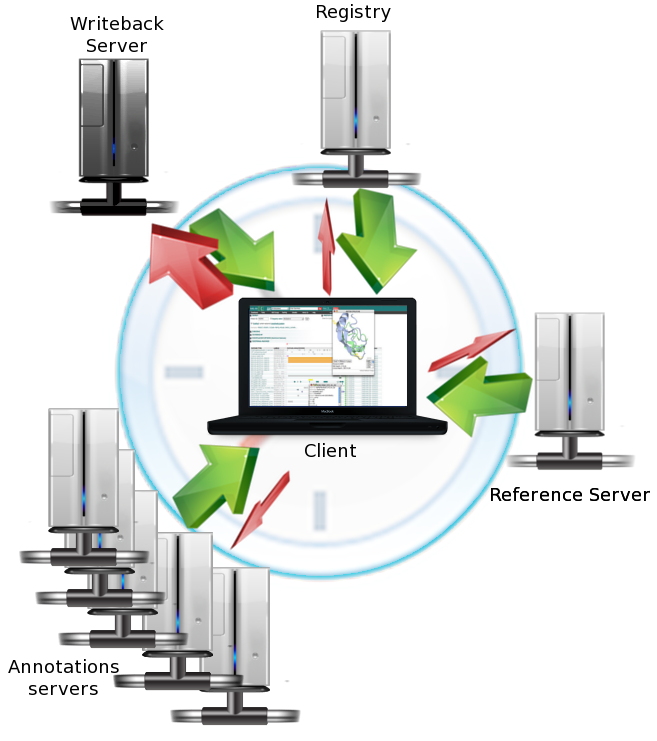 Registry
Writeback
Server
Client
Reference Server
Annotations
servers